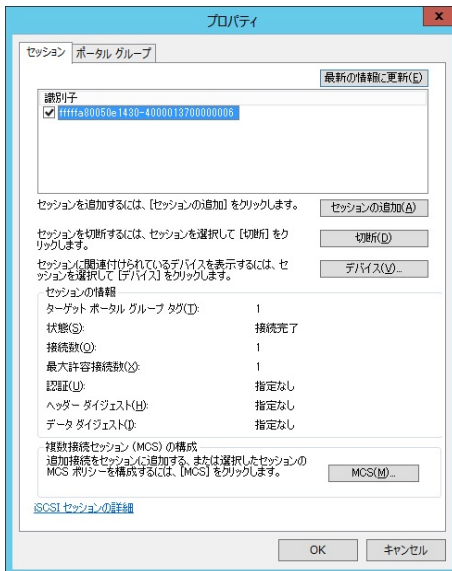 プロパティ
x
セッション ポータル グループ
最新の情報に更新(E)
識別子
fffffa80050e1430-4000013700000006
セッションを追加するには、[セッションの追加] をクリックします。
セッションの追加(A)
セッションを切断するには、セッションを選択して [切断] をク
リックします。
切断(D)
セッションに関連付けられているデバイスを表示するには、セ
ッションを選択して [デバイス] をクリックします。
デバイス(V)...
セッションの情報
ターゲット ポータル グループ タグ(T): 1
状態(S): 接続完了
接続数(O): 1
最大許容接続数(X): 1
認証(U): 指定なし
ヘッダー ダイジェスト(H): 指定なし
データ ダイジェスト(I): 指定なし
複数接続セッション (MCS) の構成
追加接続をセッションに追加する、または選択したセッションの
MCS ポリシーを構成するには、[MCS] をクリックします。
MCS(M)...
iSCSI セッションの詳細
OK キャンセル